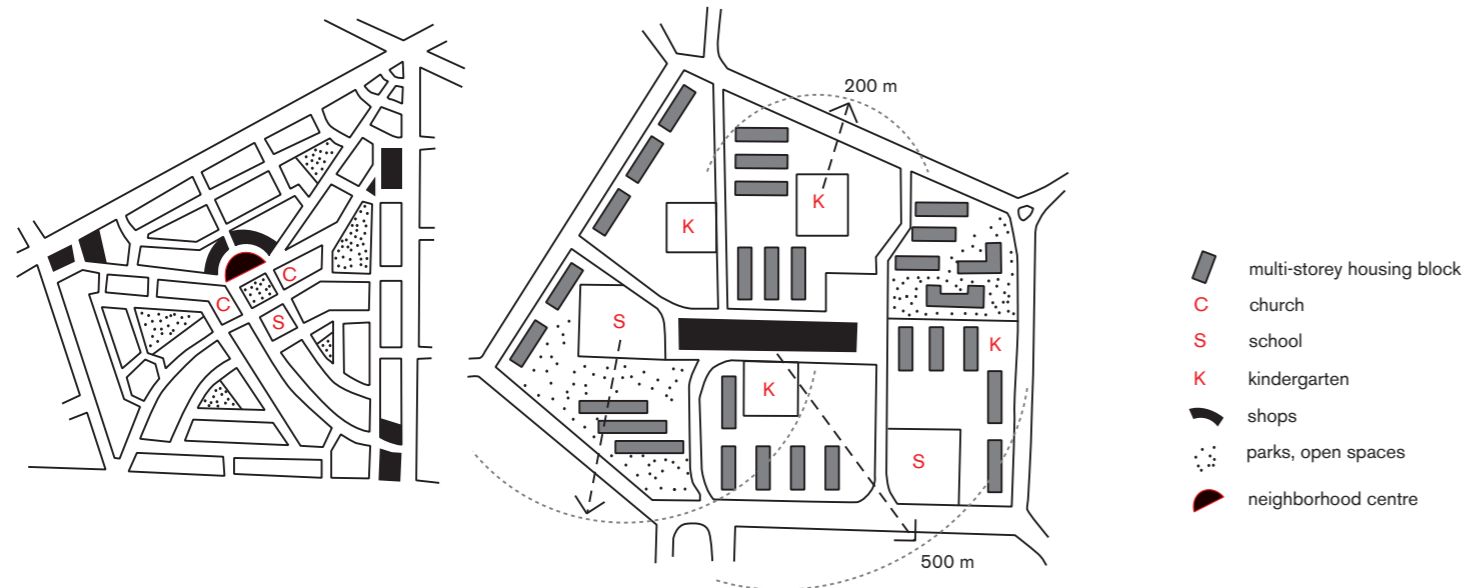 200 m
K
K
C
C
S
S
K
K
S
500 m
multi-storey housing block
C church
S school
K kindergarten
shops
parks, open spaces
neighborhood centre